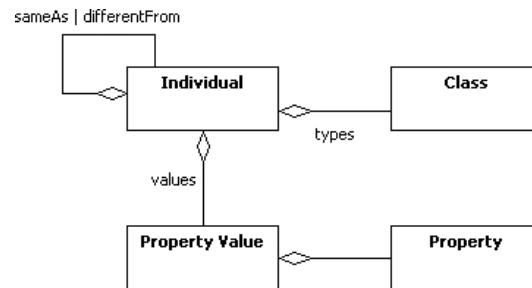 sameAs | differentFrom
Individual
Class
types
values
Property Value
Property